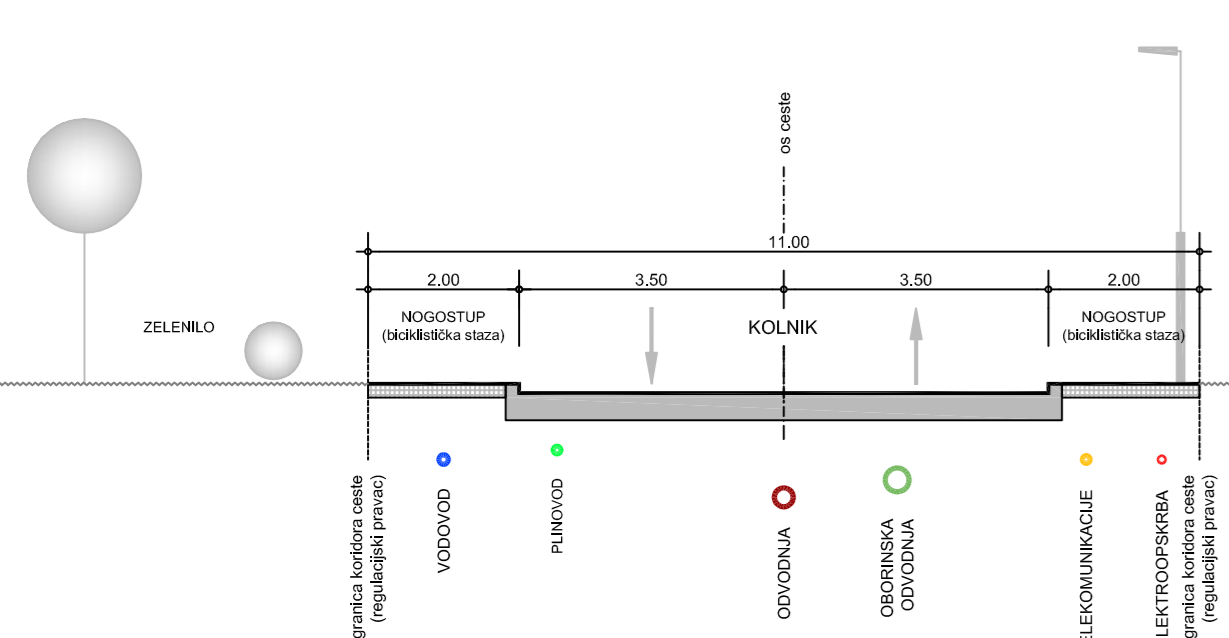 os ceste
11.00
2.00
3.50
3.50
2.00
ZELENILO
NOGOSTUP
(biciklistička staza)
KOLNIK
NOGOSTUP
(biciklistička staza)
granica koridora ceste
(regulacijski pravac)
VODOVOD
PLINOVOD
ODVODNJA
OBORINSKA
ODVODNJA
ELEKOMUNIKACIJE
LEKTROOPSKRBA
granica koridora ceste
(regulacijski pravac)